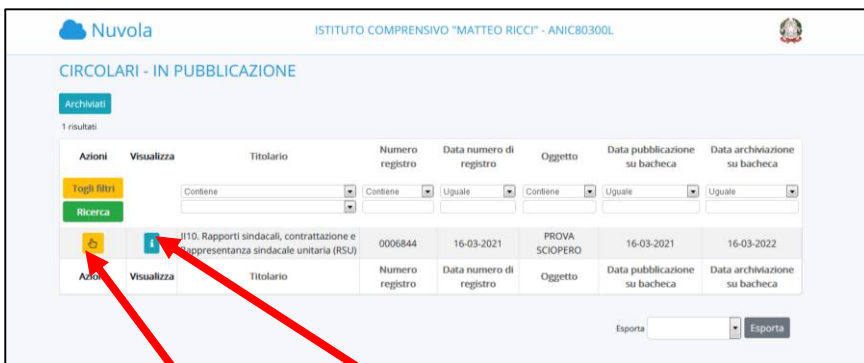 Nuvola
ISTITUTO COMPRENSIVO "MATTEO RICCI" - ANIC80300L
CIRCOLARI - IN PUBBLICAZIONE
Archiviati
1 risultati
Azioni Visualizza Titolario Numero registro Data numero di registro Oggetto Data pubblicazione su bacheca Data archiviazione su bacheca
Togli filtri Contiene Contiene Uguale Contiene Uguale Uguale
Ricerca
II10. Rapporti sindacali, contrattazione e Rappresentanza sindacale unitaria (RSU) 0006844 16-03-2021 PROVA SCIOPERO 16-03-2021 16-03-2022
Azioni Visualizza Titolario Numero registro Data numero di registro Oggetto Data pubblicazione su bacheca Data archiviazione su bacheca
Esporta Esporta